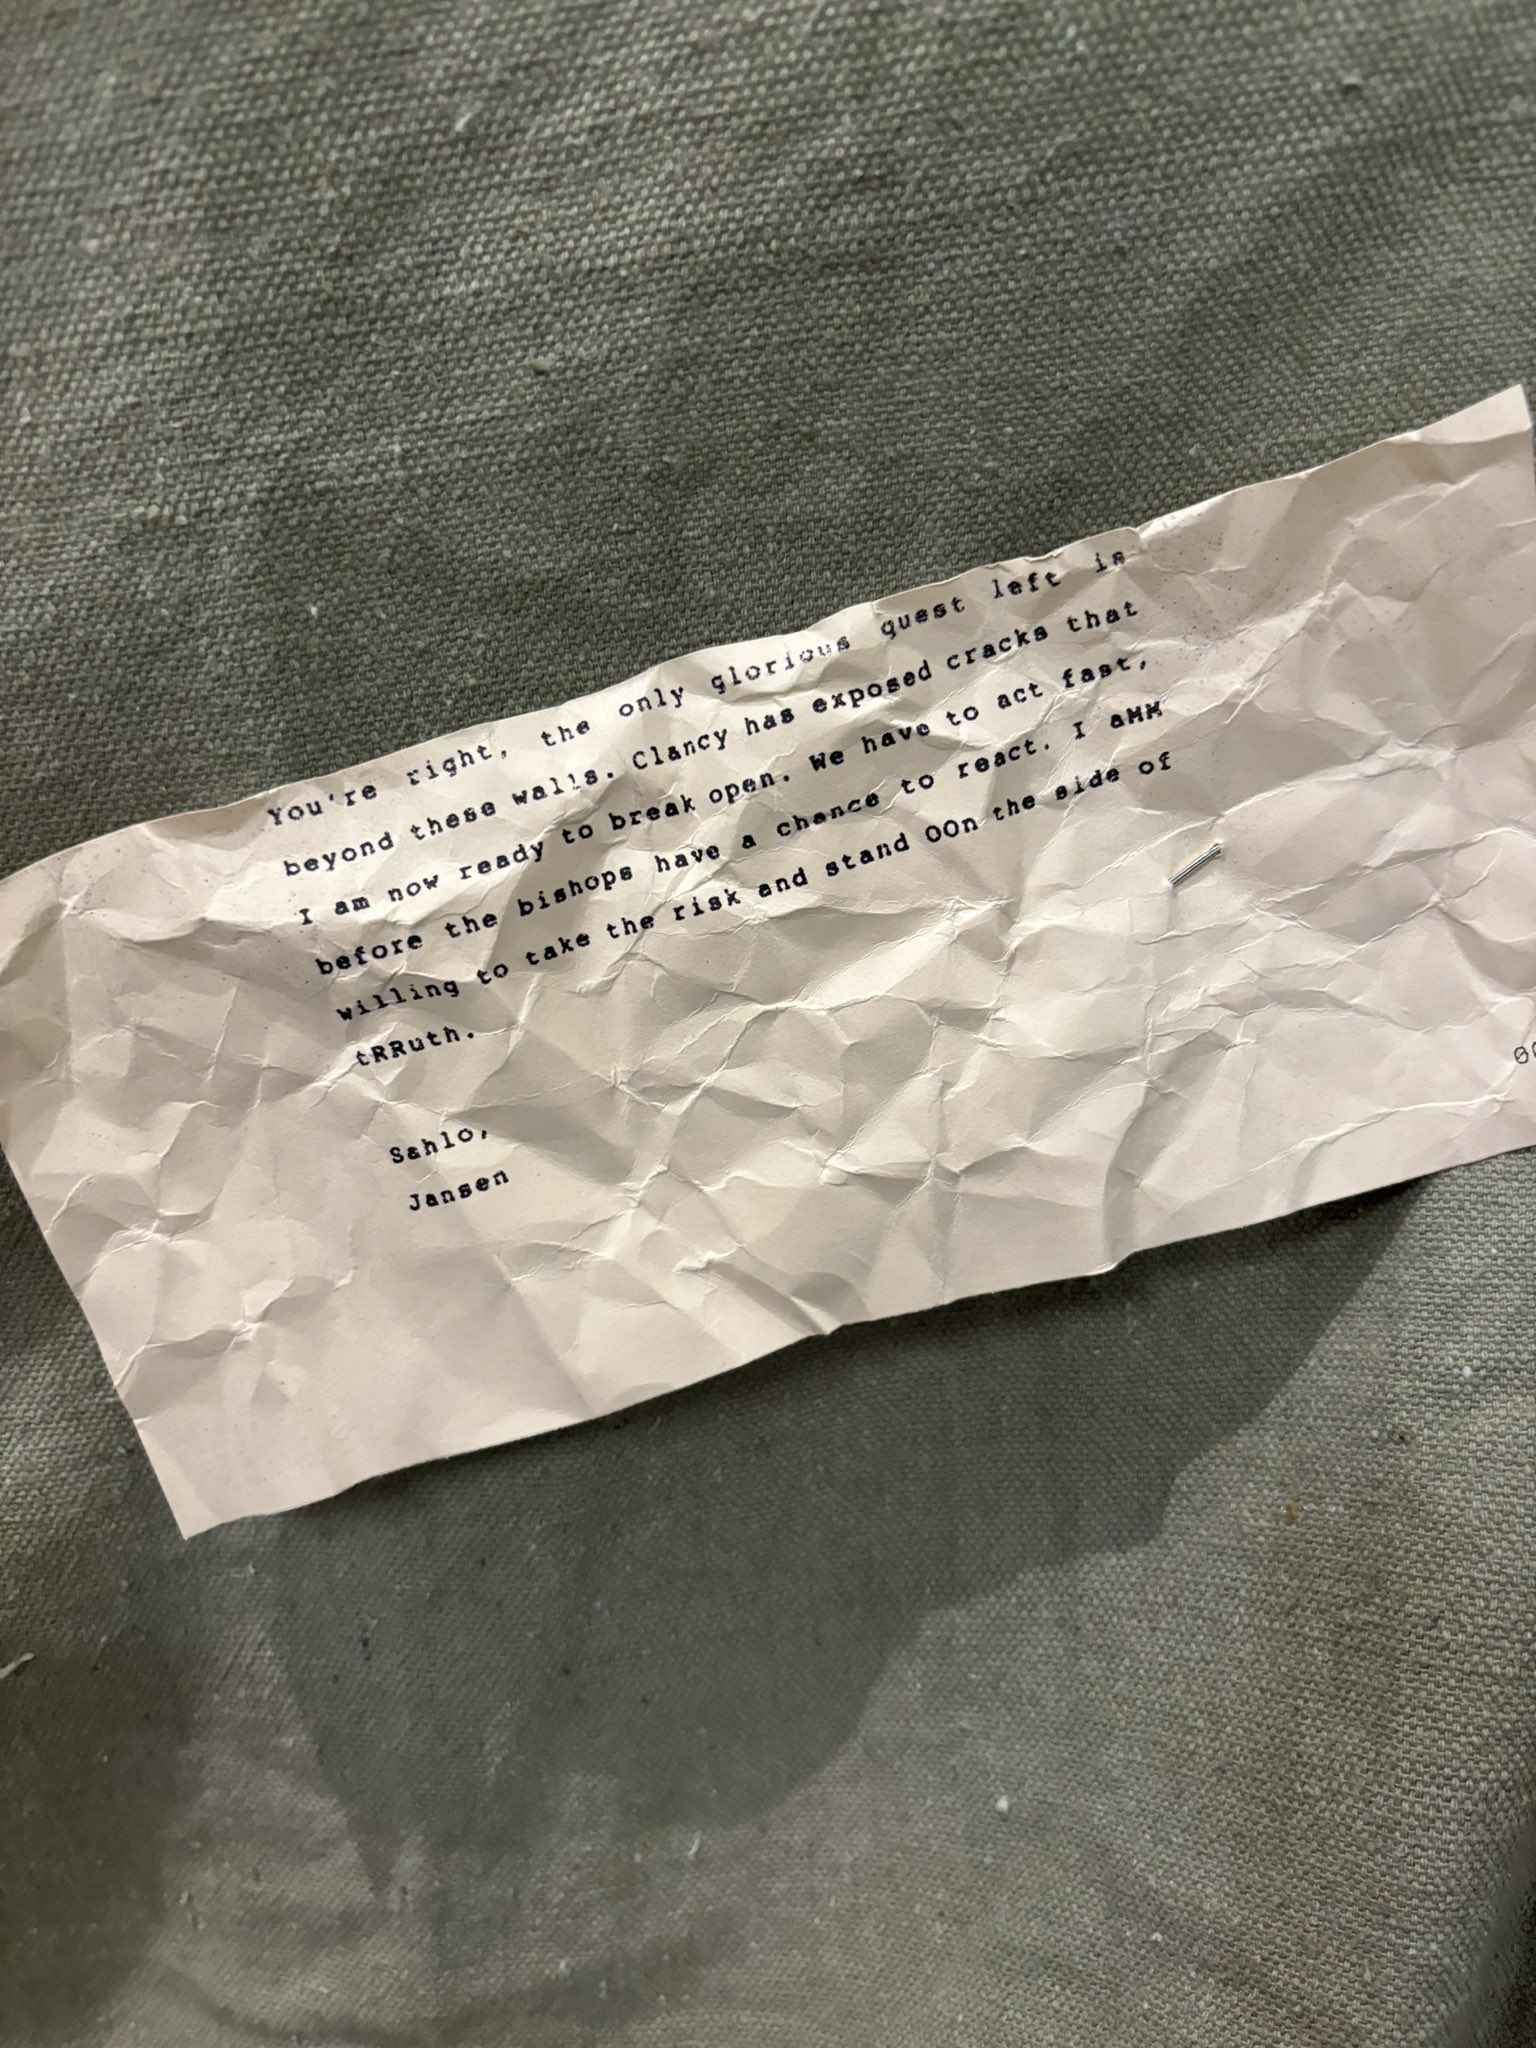 You're right, the only glorious quest left is
beyond these walls. Clancy has exposed cracks that
I am now ready to break open. We have to act fast,
before the bishops have a chance to react. I aMM
willing to take the risk and stand OOn the side of
tRRuth.
Sahlo,
Jansen